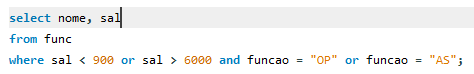 select nome, sal
from func
where sal < 900 or sal > 6000 and funcao = "OP" or funcao = "AS";